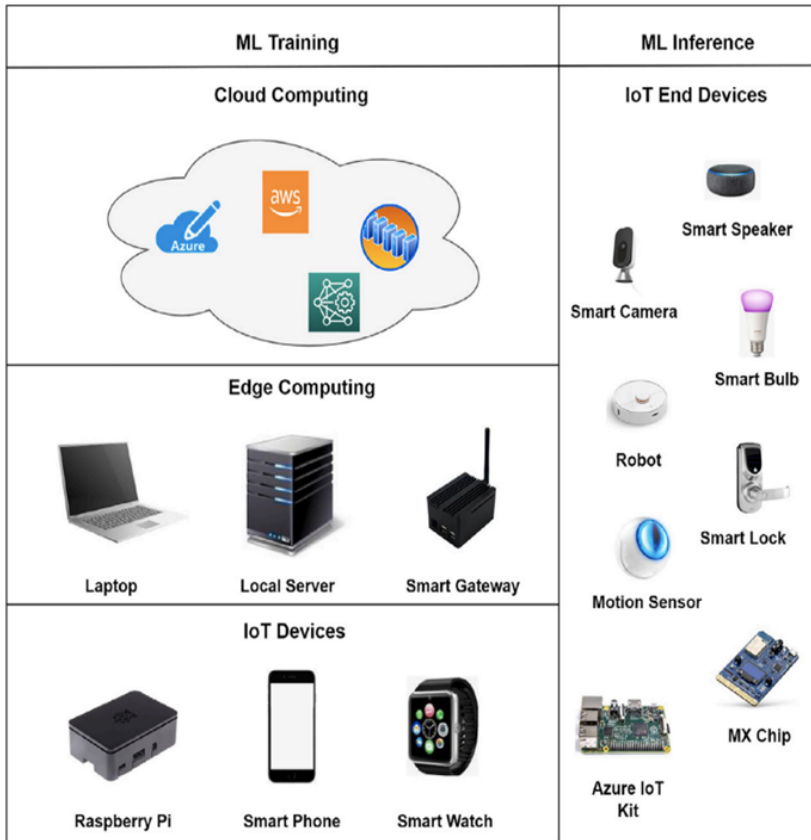 ML Training
ML Inference
Cloud Computing
IoT End Devices
aws
Azure
Smart Speaker
Smart Camera
Smart Bulb
Edge Computing
Robot
Smart Lock
Laptop
Local Server
Smart Gateway
Motion Sensor
IoT Devices
MX Chip
Azure IoT
Kit
Raspberry Pi
Smart Phone
Smart Watch